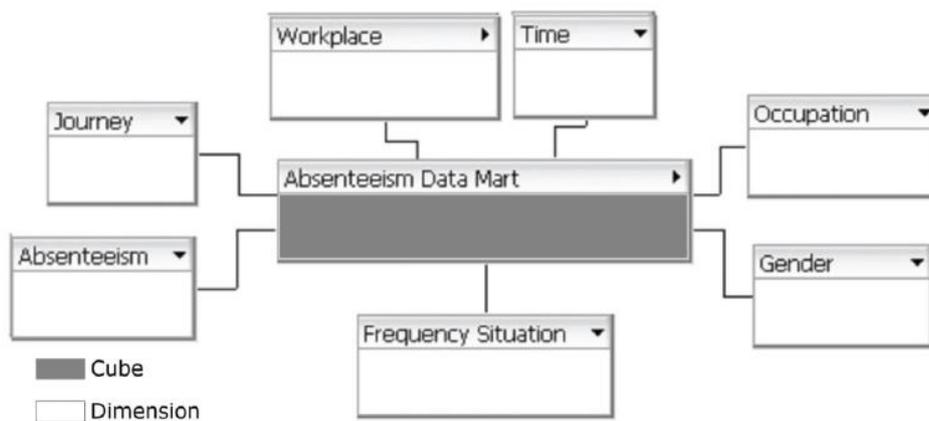 Workplace
Time
Journey
Occupation
Absenteeism Data Mart
Absenteeism
Gender
Frequency Situation
Cube
Dimension